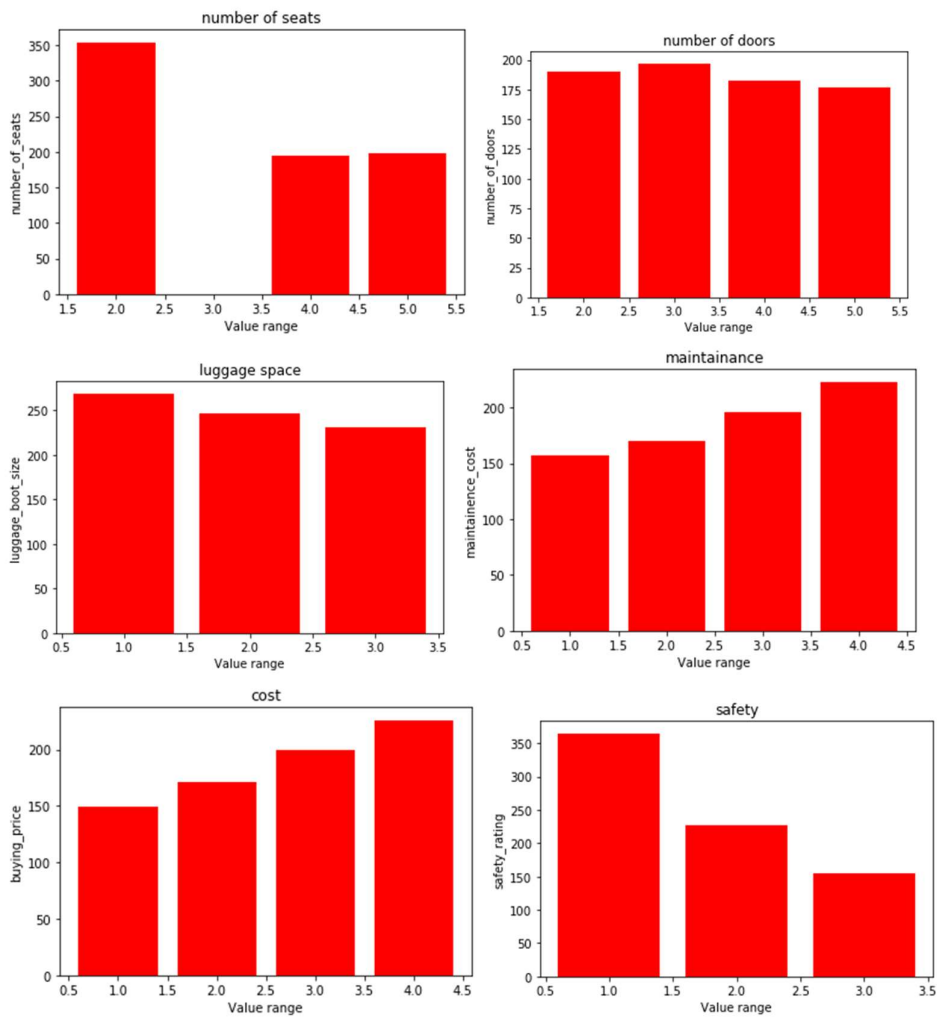 number of seats
number_of_seats
350
300
250
200
150
100
50
0
1.5 2.0 2.5 3.0 3.5 4.0 4.5 5.0 5.5
Value range
number of doors
number_of_doors
200
175
150
125
100
75
50
25
0
1.5 2.0 2.5 3.0 3.5 4.0 4.5 5.0 5.5
Value range
luggage space
luggage_boot_size
250
200
150
100
50
0
0.5 1.0 1.5 2.0 2.5 3.0 3.5
Value range
maintainance
maintainence_cost
200
150
100
50
0
0.5 1.0 1.5 2.0 2.5 3.0 3.5 4.0 4.5
Value range
cost
buying_price
200
150
100
50
0
0.5 1.0 1.5 2.0 2.5 3.0 3.5 4.0 4.5
Value range
safety
safety_rating
350
300
250
200
150
100
50
0
0.5 1.0 1.5 2.0 2.5 3.0 3.5
Value range